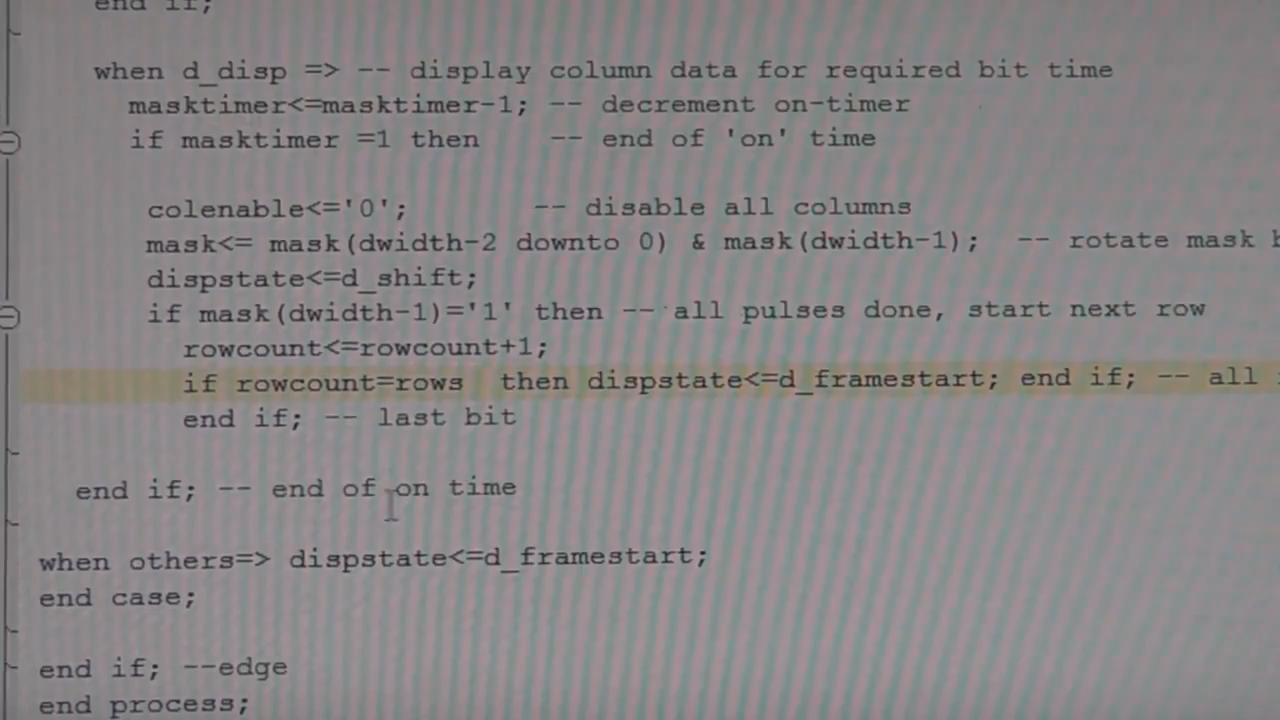 end if;
when d_disp => -- display column data for required bit time
masktimer<=masktimer-1; -- decrement on-timer
if masktimer =1 then -- end of 'on' time
colenable<='0'; -- disable all columns
mask<= mask(dwidth-2 downto 0) & mask(dwidth-1); -- rotate mask
dispstate<=d_shift;
if mask(dwidth-1)='1' then -- all pulses done, start next row
rowcount<=rowcount+1;
if rowcount=rows then dispstate<=d_framestart; end if; -- all
end if; -- last bit
end if; -- end of on time
when others=> dispstate<=d_framestart;
end case;
end if; --edge
end process;